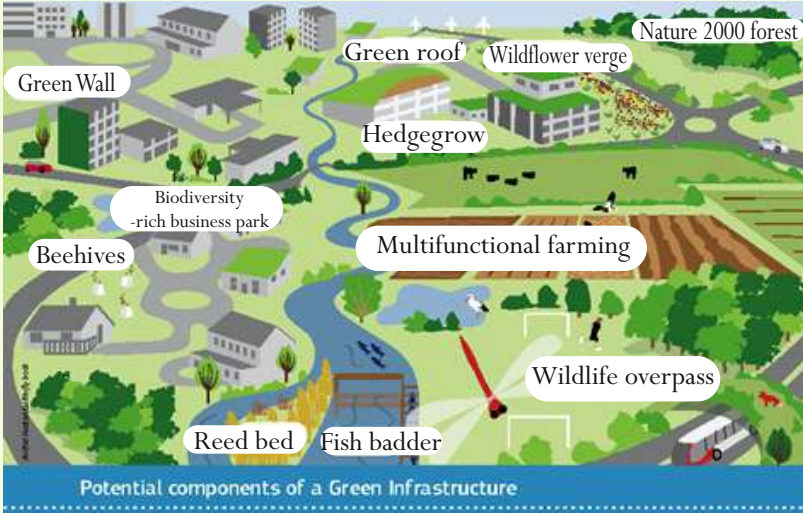 Green roof
Wildflower verge
Nature 2000 forest
Green Wall
Hedgegrow
Biodiversity
-rich business park
Beehives
Multifunctional farming
Wildlife overpass
Reed bed
Fish badder
Potential components of a Green Infrastructure